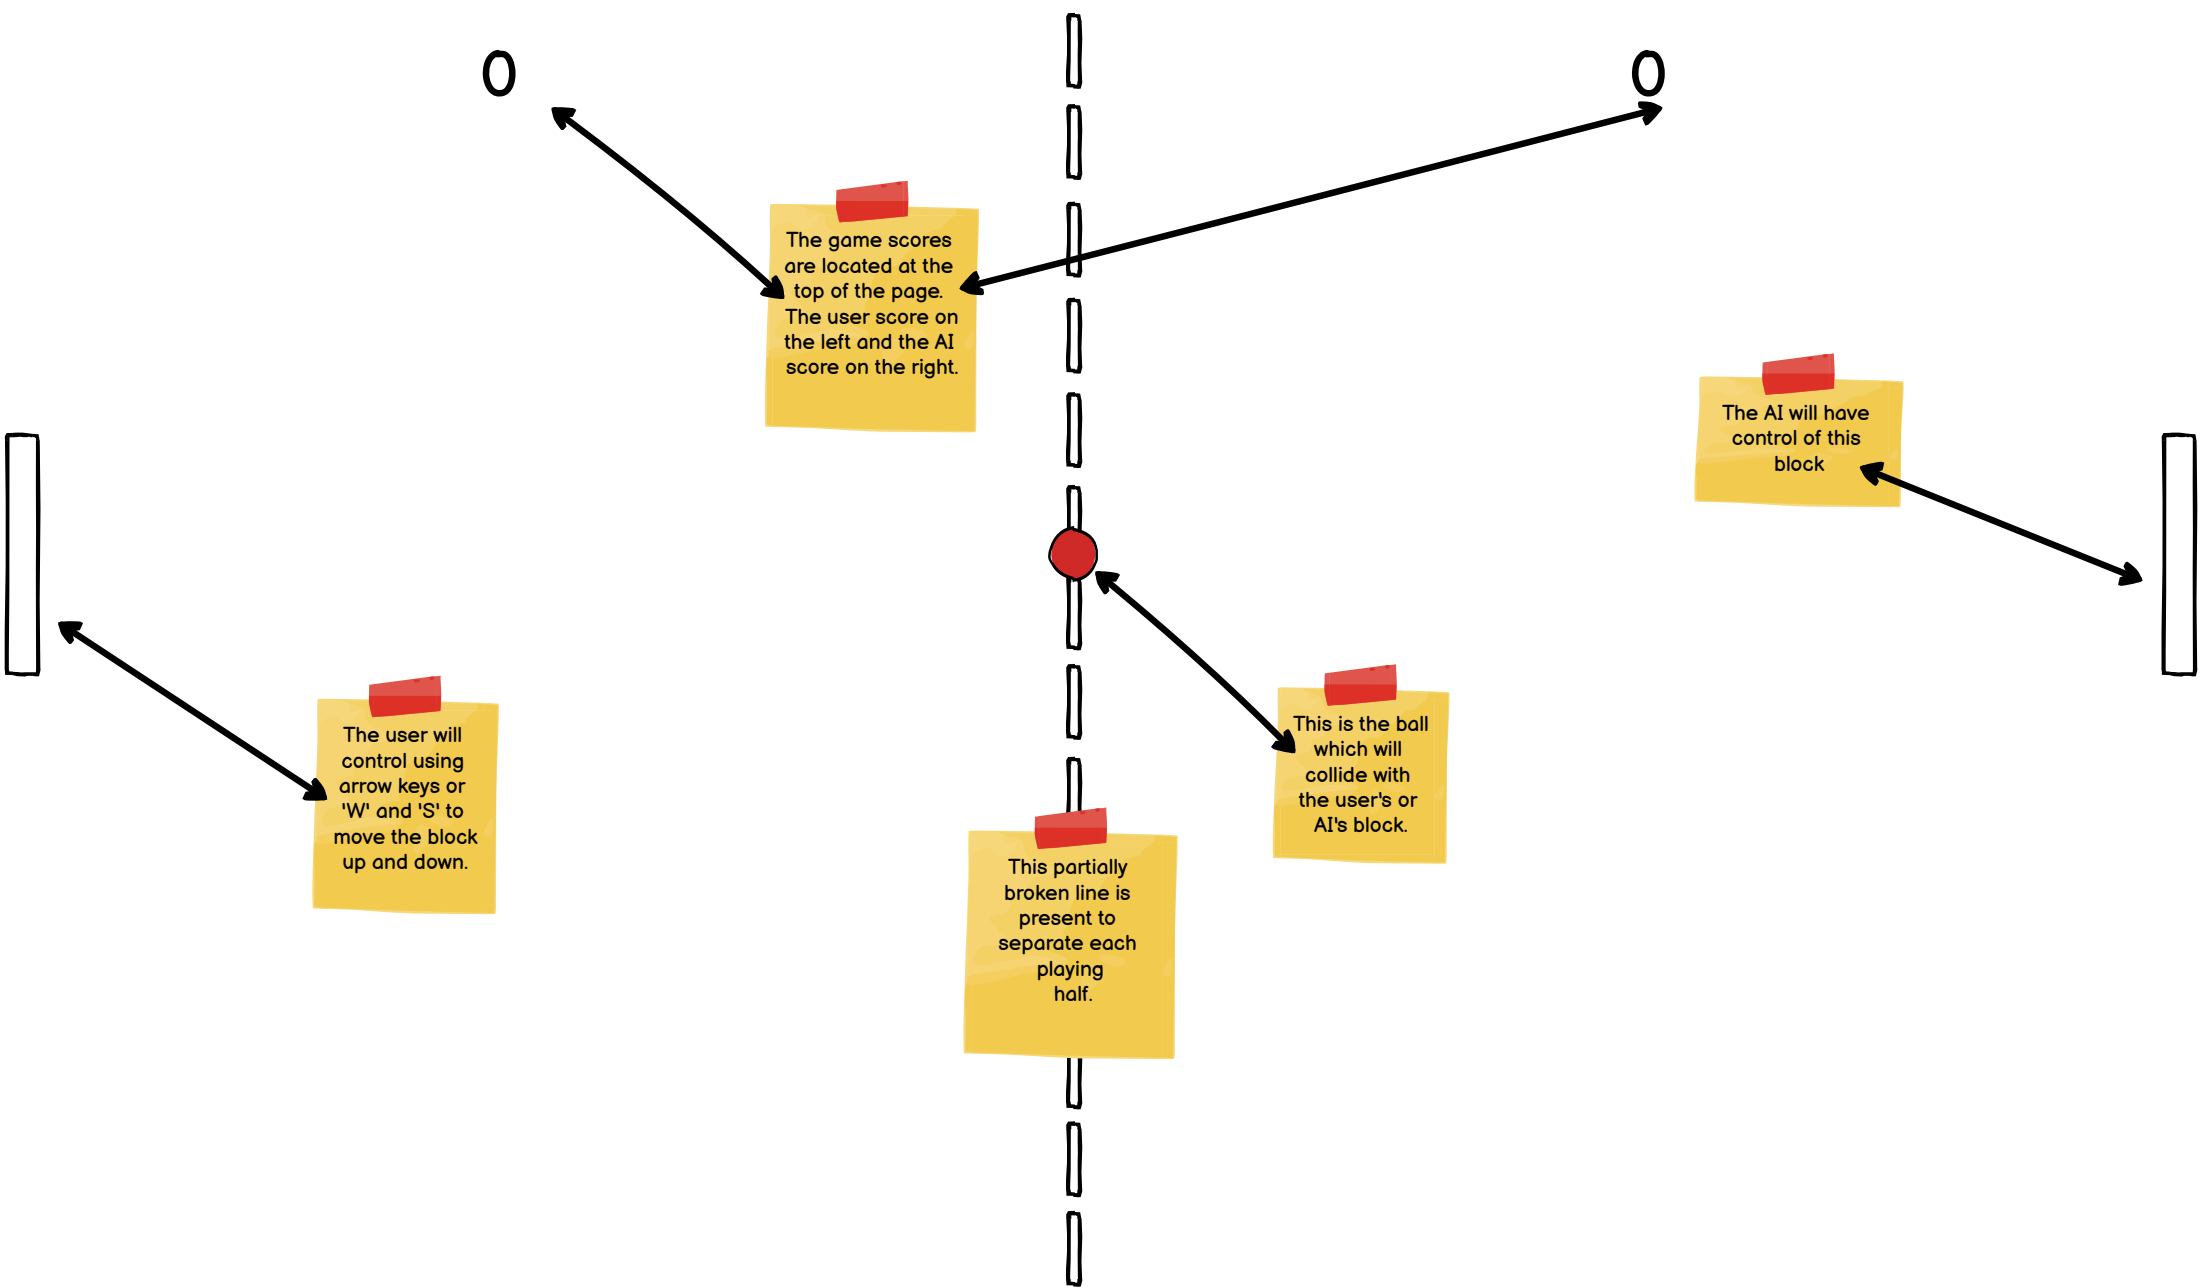 0
0
The game scores
are located at the
top of the page.
The user score on
the left and the AI
score on the right.
The AI will have
control of this
block
The user will
control using
arrow keys or
'W' and 'S' to
move the block
up and down.
This is the ball
which will
collide with
the user's or
AI's block.
This partially
broken line is
present to
separate each
playing
half.